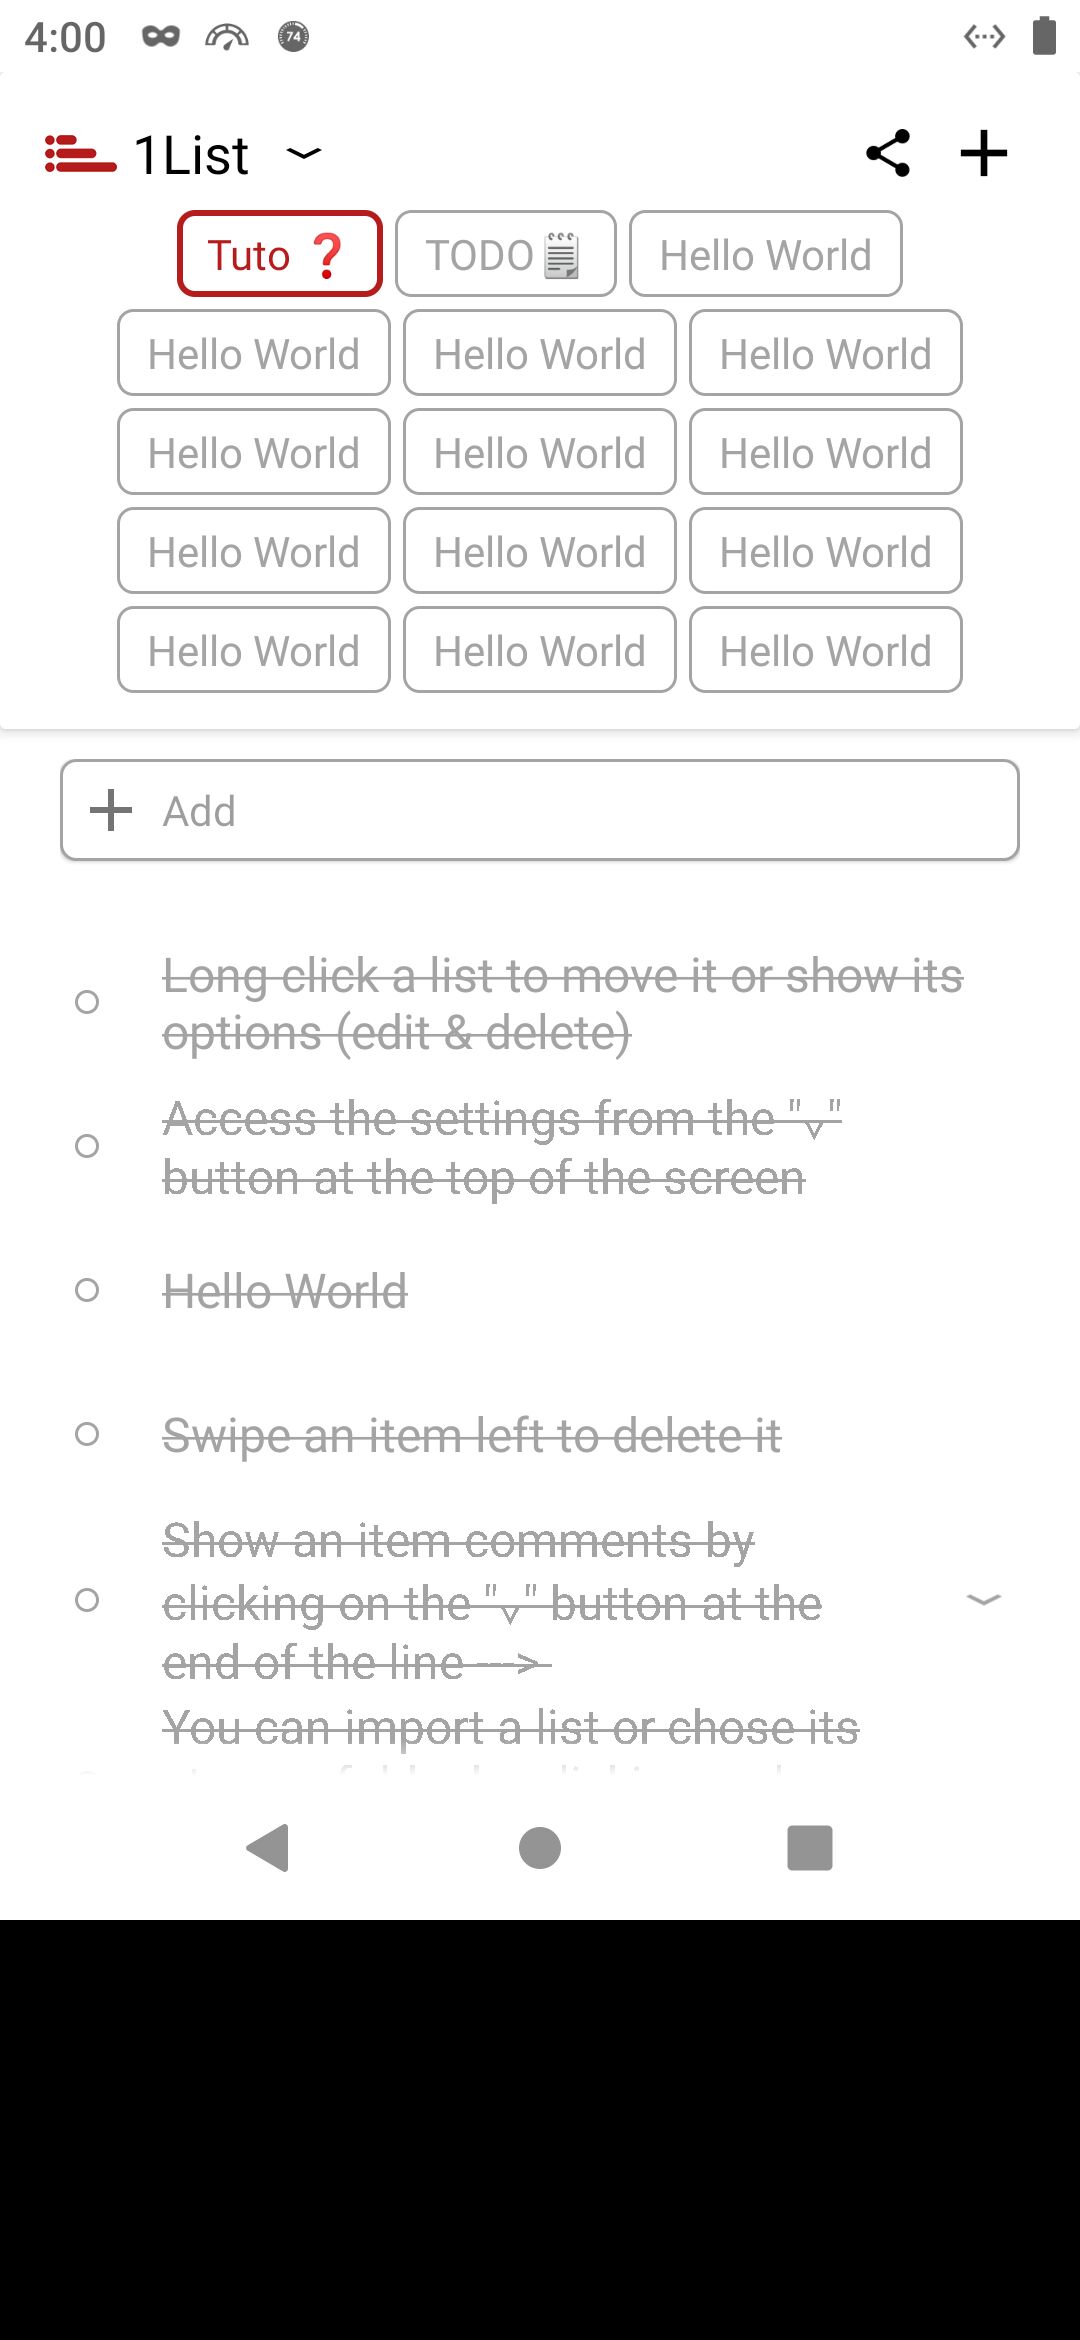 4:00 74
1List
Tuto ❓ TODO🗒 Hello World
Hello World Hello World Hello World
Hello World Hello World Hello World
Hello World Hello World Hello World
Hello World Hello World Hello World
Add
Long click a list to move it or show its
options (edit & delete)
Access the settings from the "⌄"
button at the top of the screen
Hello World
Swipe an item left to delete it
Show an item comments by
clicking on the "⌄" button at the
end of the line --->
You can import a list or chose its